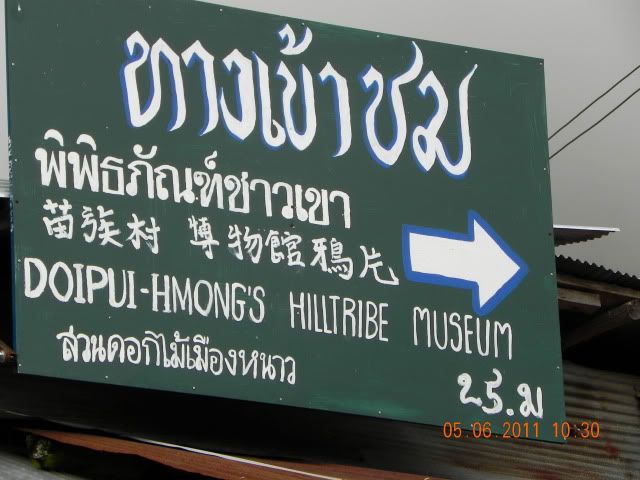 ทางเข้าชม
พิพิธภัณฑ์ชาวเขา
苗族村 博物館鴉片
DOIPUI-HMONG'S HILLTRIBE MUSEUM
สวนดอกไม้เมืองหนาว
25.ม
05.06.2011 10:30